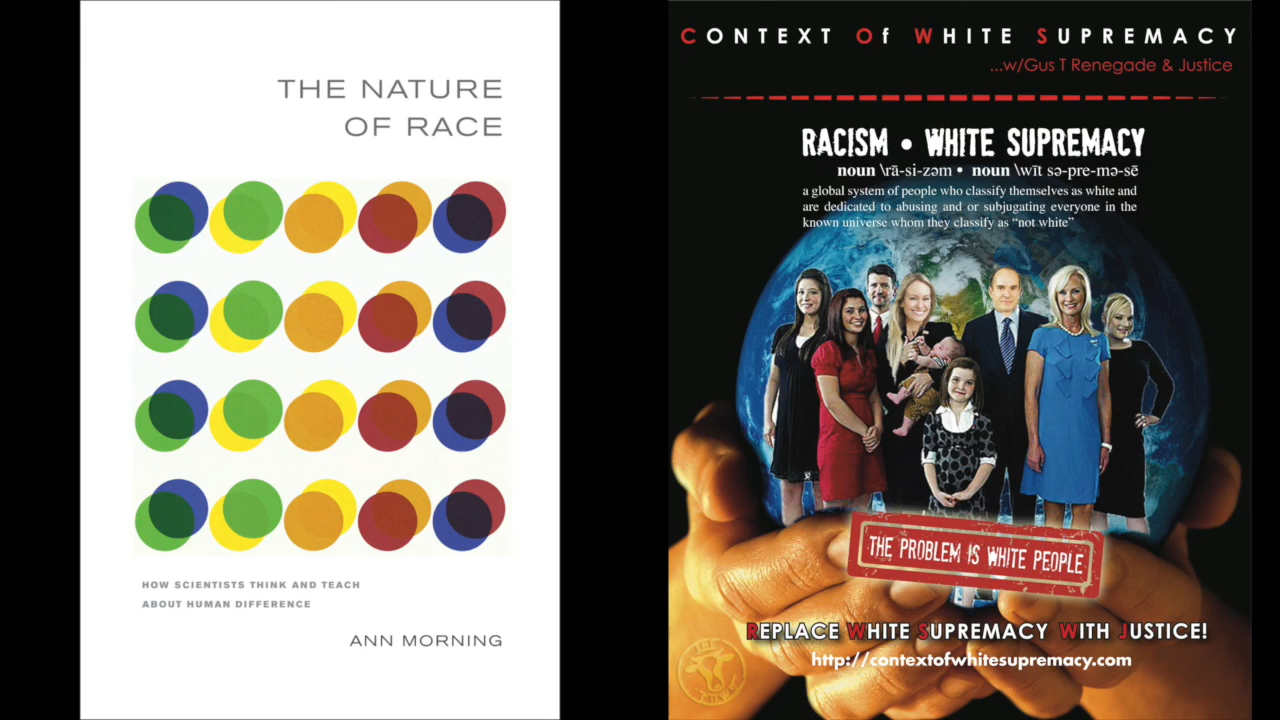 THE NATURE
OF RACE
HOW SCIENTISTS THINK AND TEACH
ABOUT HUMAN DIFFERENCE
ANN MORNING
CONTEXT Of WHITE SUPREMACY
...w/Gus T Renegade & Justice
RACISM • WHITE SUPREMACY
noun \rā-si-zəm • noun \wīt sə-pre-mə-sē
a global system of people who classify themselves as white and
are dedicated to abusing and or subjugating everyone in the
known universe whom they classify as “not white”
THE PROBLEM IS WHITE PEOPLE
REPLACE WHITE SUPREMACY WITH JUSTICE!
http://contextofwhitesupremacy.com